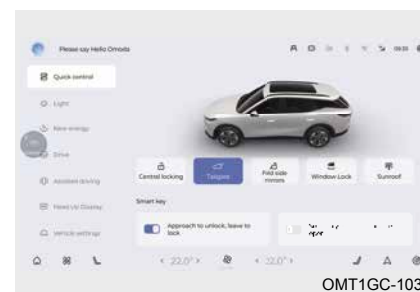 Please say Hello Omoda
09:35
Quick control
Light
New energy
Drive
Assisted driving
Head Up Display
Vehicle settings
Central locking
Tailgate
Fold side
mirrors
Window Lock
Sunroof
Smart key
Approach to unlock, leave to
lock
22.0°
22.0°
OMT1GC-103